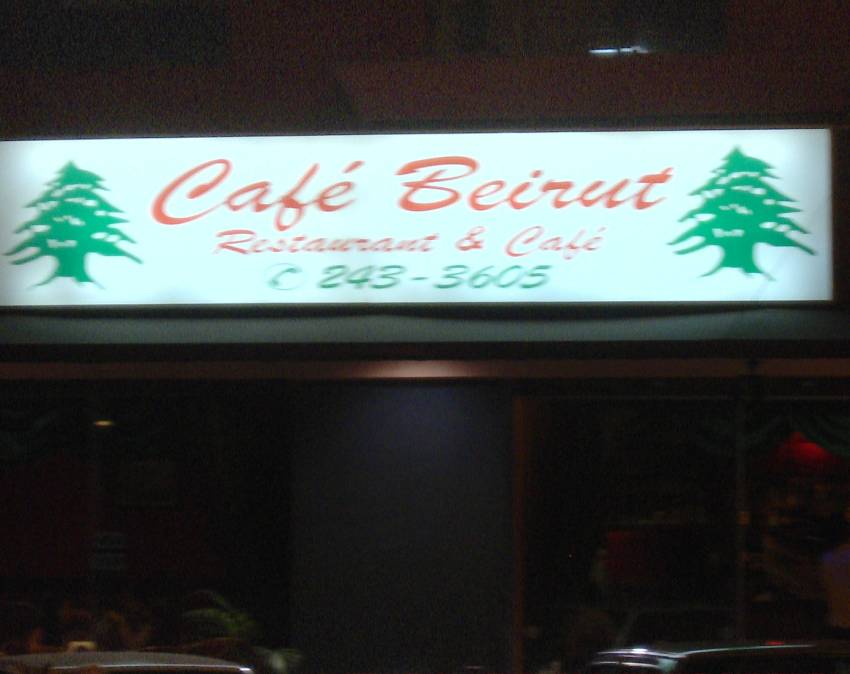 Café Beirut
Restaurant & Café
✆ 243-3605